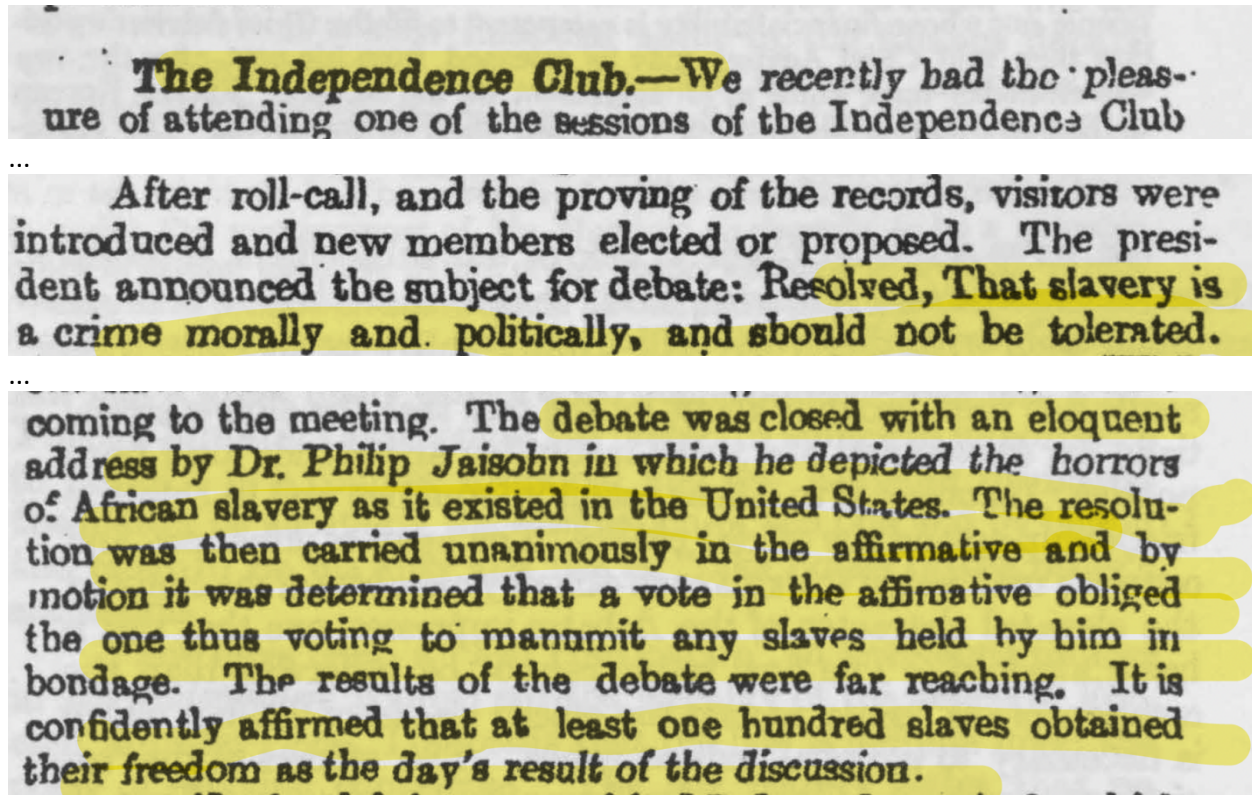 The Independence Club.—We recently had the pleas-
ure of attending one of the sessions of the Independence Club
...
After roll-call, and the proving of the records, visitors were
introduced and new members elected or proposed. The presi-
dent announced the subject for debate: Resolved, That slavery is
a crime morally and politically, and should not be tolerated.
...
coming to the meeting. The debate was closed with an eloquent
address by Dr. Philip Jaisohn in which he depicted the horrors
of African slavery as it existed in the United States. The resolu-
tion was then carried unanimously in the affirmative and by
motion it was determined that a vote in the affimative obliged
the one thus voting to manumit any slaves held by him in
bondage. The results of the debate were far reaching. It is
confidently affirmed that at least one hundred slaves obtained
their freedom as the day's result of the discussion.